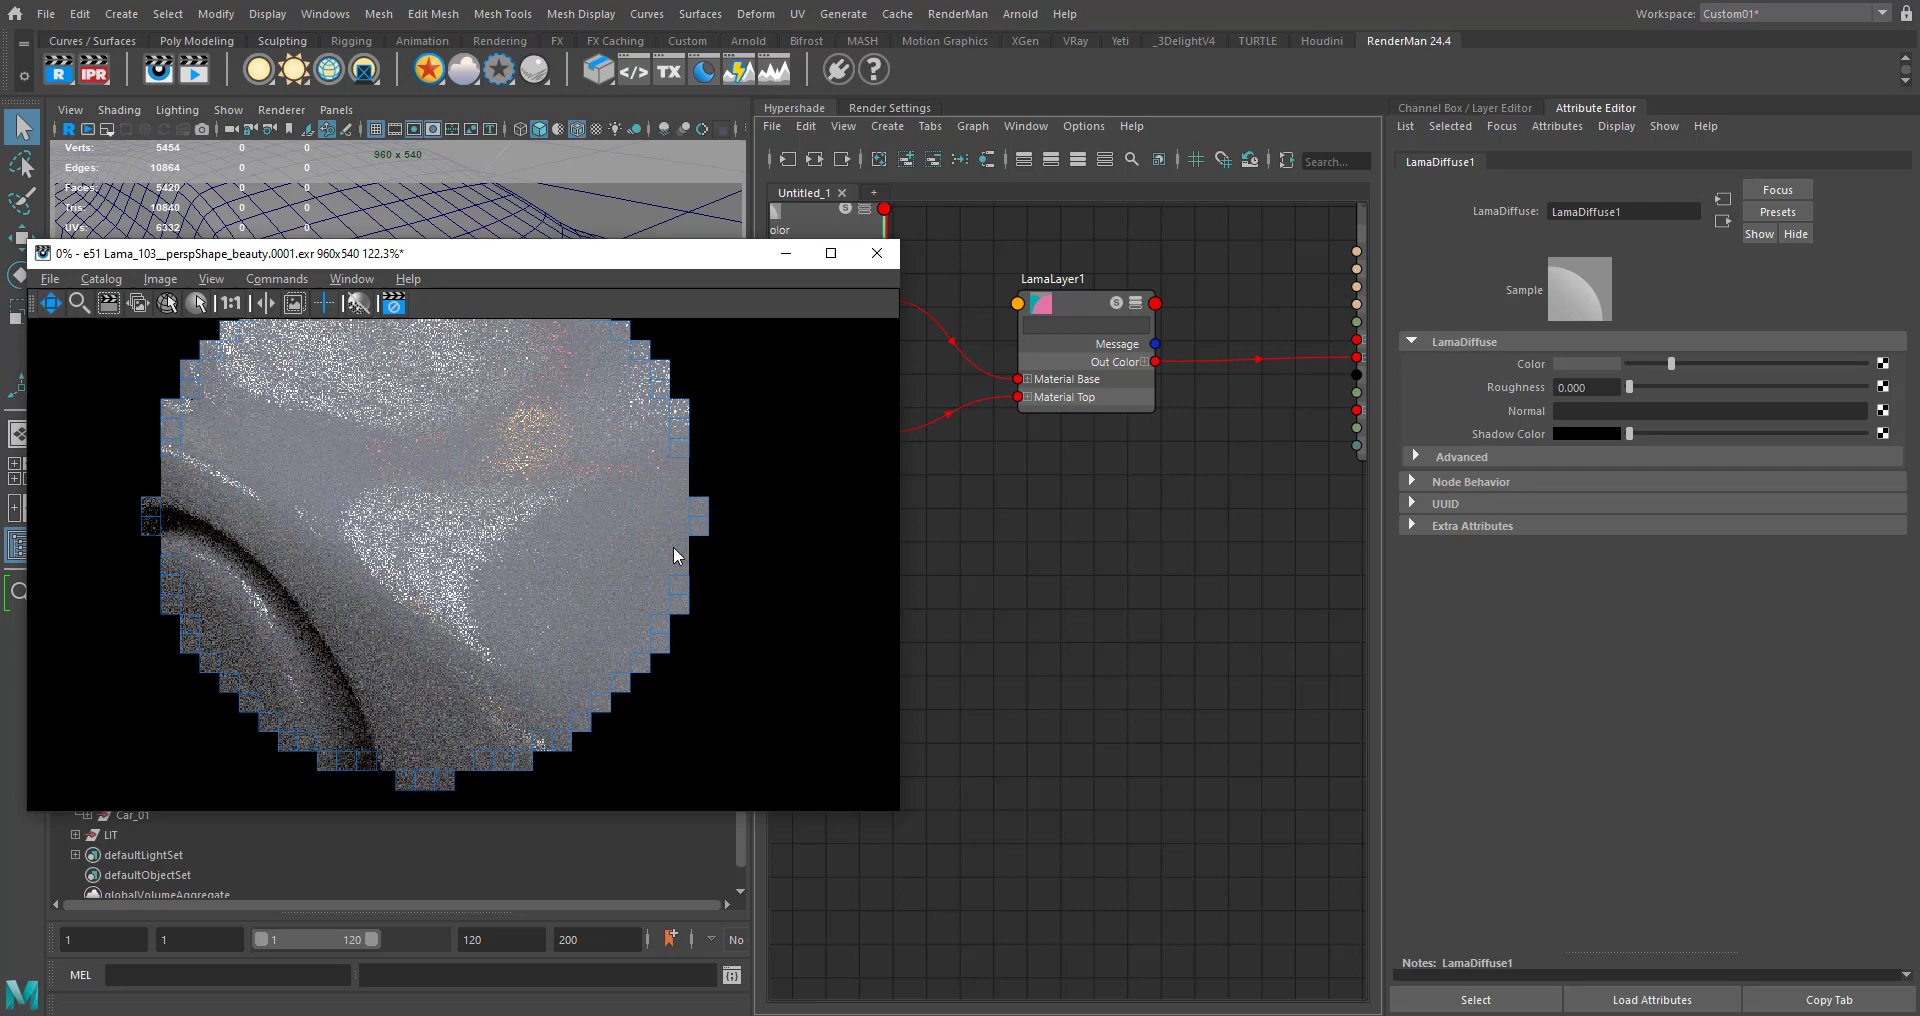 File Edit Create Select Modify Display Windows Mesh Edit Mesh Mesh Tools Mesh Display Curves Surfaces Deform UV Generate Cache RenderMan Arnold Help
Workspace: Custom01*
Curves / Surfaces Poly Modeling Sculpting Rigging Animation Rendering FX FX Caching Custom Arnold Bifrost MASH Motion Graphics XGen VRay Yeti _3DelightV4 TURTLE Houdini RenderMan 24.4
R IPR </> TX ?
View Shading Lighting Show Renderer Panels
Verts: 5454 0 0
Edges: 10864 0 0
Faces: 5420 0 0
Tris: 10840 0 0
UVs: 6332 0 0
960 x 540
0% - e51 Lama_103__perspShape_beauty.0001.exr 960x540 122.3%*
File Catalog Image View Commands Window Help
1:1
Car_01
LIT
defaultLightSet
defaultObjectSet
globalVolumeAggregate
1 1 1 120 120 200 No
MEL
Hypershade Render Settings
File Edit View Create Tabs Graph Window Options Help
Search...
Untitled_1 +
S
olor
LamaLayer1
S
Message
Out Color
Material Base
Material Top
Channel Box / Layer Editor Attribute Editor
List Selected Focus Attributes Display Show Help
LamaDiffuse1
LamaDiffuse: LamaDiffuse1
Focus
Presets
Show Hide
Sample
LamaDiffuse
Color
Roughness 0.000
Normal
Shadow Color
Advanced
Node Behavior
UUID
Extra Attributes
Notes: LamaDiffuse1
Select Load Attributes Copy Tab